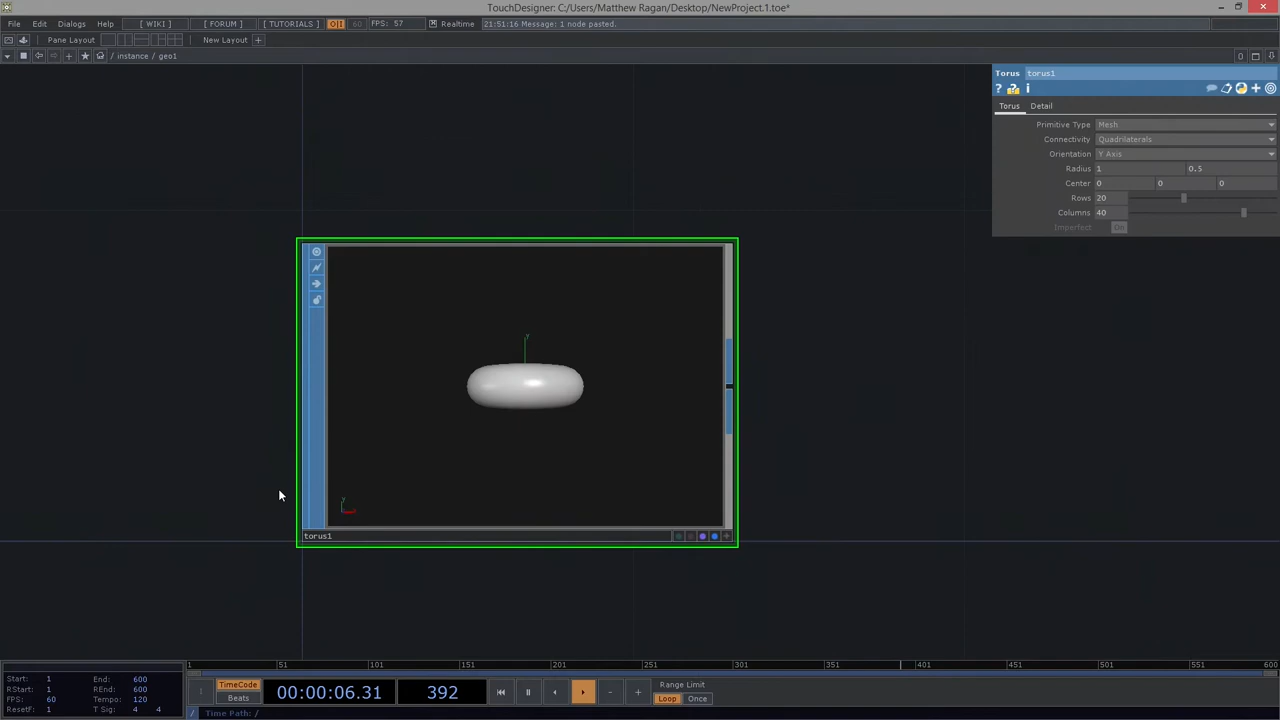 TouchDesigner: C:/Users/Matthew Ragan/Desktop/NewProject.1.toe*
File Edit Dialogs Help [ WIKI ] [ FORUM ] [ TUTORIALS ] O|I 60 FPS: 57 Realtime 21:51:16 Message: 1 node pasted.
Pane Layout New Layout +
/ instance / geo1 0
Torus torus1
? ? i
Torus Detail
Primitive Type Mesh
Connectivity Quadrilaterals
Orientation Y Axis
Radius 1 0.5
Center 0 0 0
Rows 20
Columns 40
Imperfect On
y
y
torus1
1 51 101 151 201 251 301 351 401 451 501 551 600
Start: 1 End: 600
RStart: 1 REnd: 600
FPS: 60 Tempo: 120
ResetF: 1 T Sig: 4 4
TimeCode
Beats
00:00:06.31 392 - +
Range Limit
Loop Once
/ Time Path: /